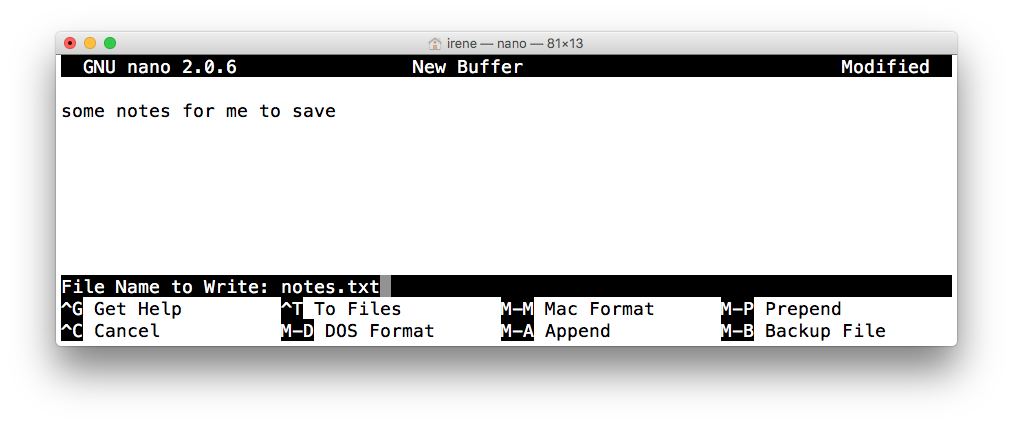 irene — nano — 81×13
GNU nano 2.0.6 New Buffer Modified
some notes for me to save
File Name to Write: notes.txt
^G Get Help ^T To Files M-M Mac Format M-P Prepend
^C Cancel M-D DOS Format M-A Append M-B Backup File